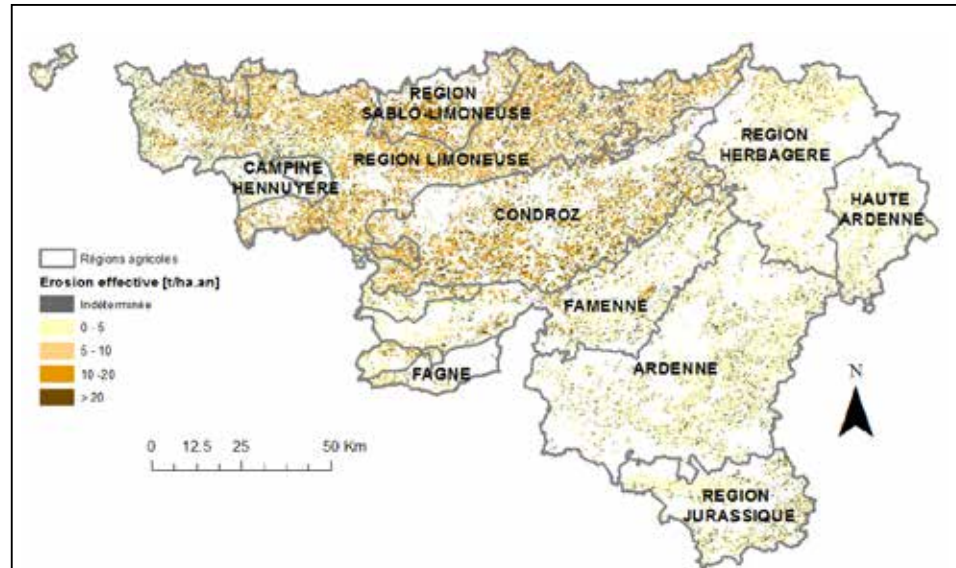 REGION
SABLO-LIMONEUSE
REGION
HERBAGERE
CAMPINE
HENNUYERE
REGION LIMONEUSE
HAUTE
ARDENNE
CONDROZ
Régions agricoles
Erosion effective [t/ha.an]
Indéterminée
0 - 5
5 - 10
10 -20
> 20
FAMENNE
FAGNE
ARDENNE
N
0 12.5 25 50 Km
REGION
JURASSIQUE